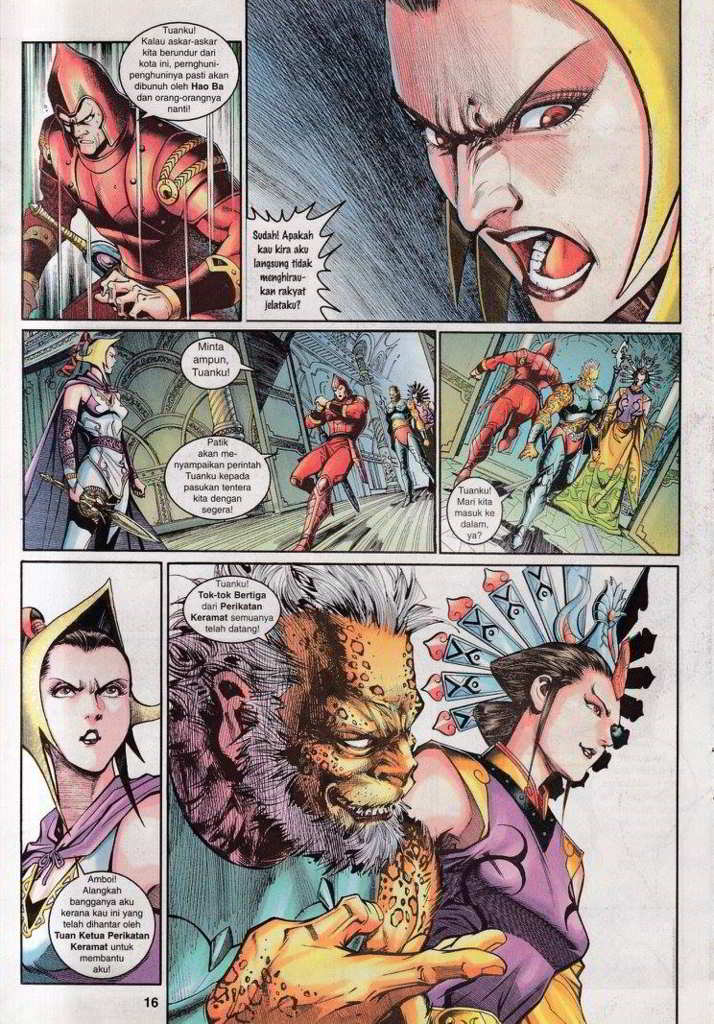 Tuanku!
Kalau askar-askar
kita berundur dari
kota ini, pernghuni-
penghuninya pasti akan
dibunuh oleh Hao Ba
dan orang-orangnya
nanti!
Sudah! Apakah
kau kira aku
langsung tidak
menghirau-
kan rakyat
jelataku?
Minta
ampun,
Tuanku!
Patik
akan me-
nyampaikan perintah
Tuanku kepada
pasukan tentera
kita dengan
segera!
Tuanku!
Mari kita
masuk ke
dalam,
ya?
Amboi!
Alangkah
bangganya aku
kerana kau ini yang
telah dihantar oleh
Tuan Ketua Perikatan
Keramat untuk
membantu
aku!
Tuanku!
Tok-tok Bertiga
dari Perikatan
Keramat semuanya
telah datang!
16